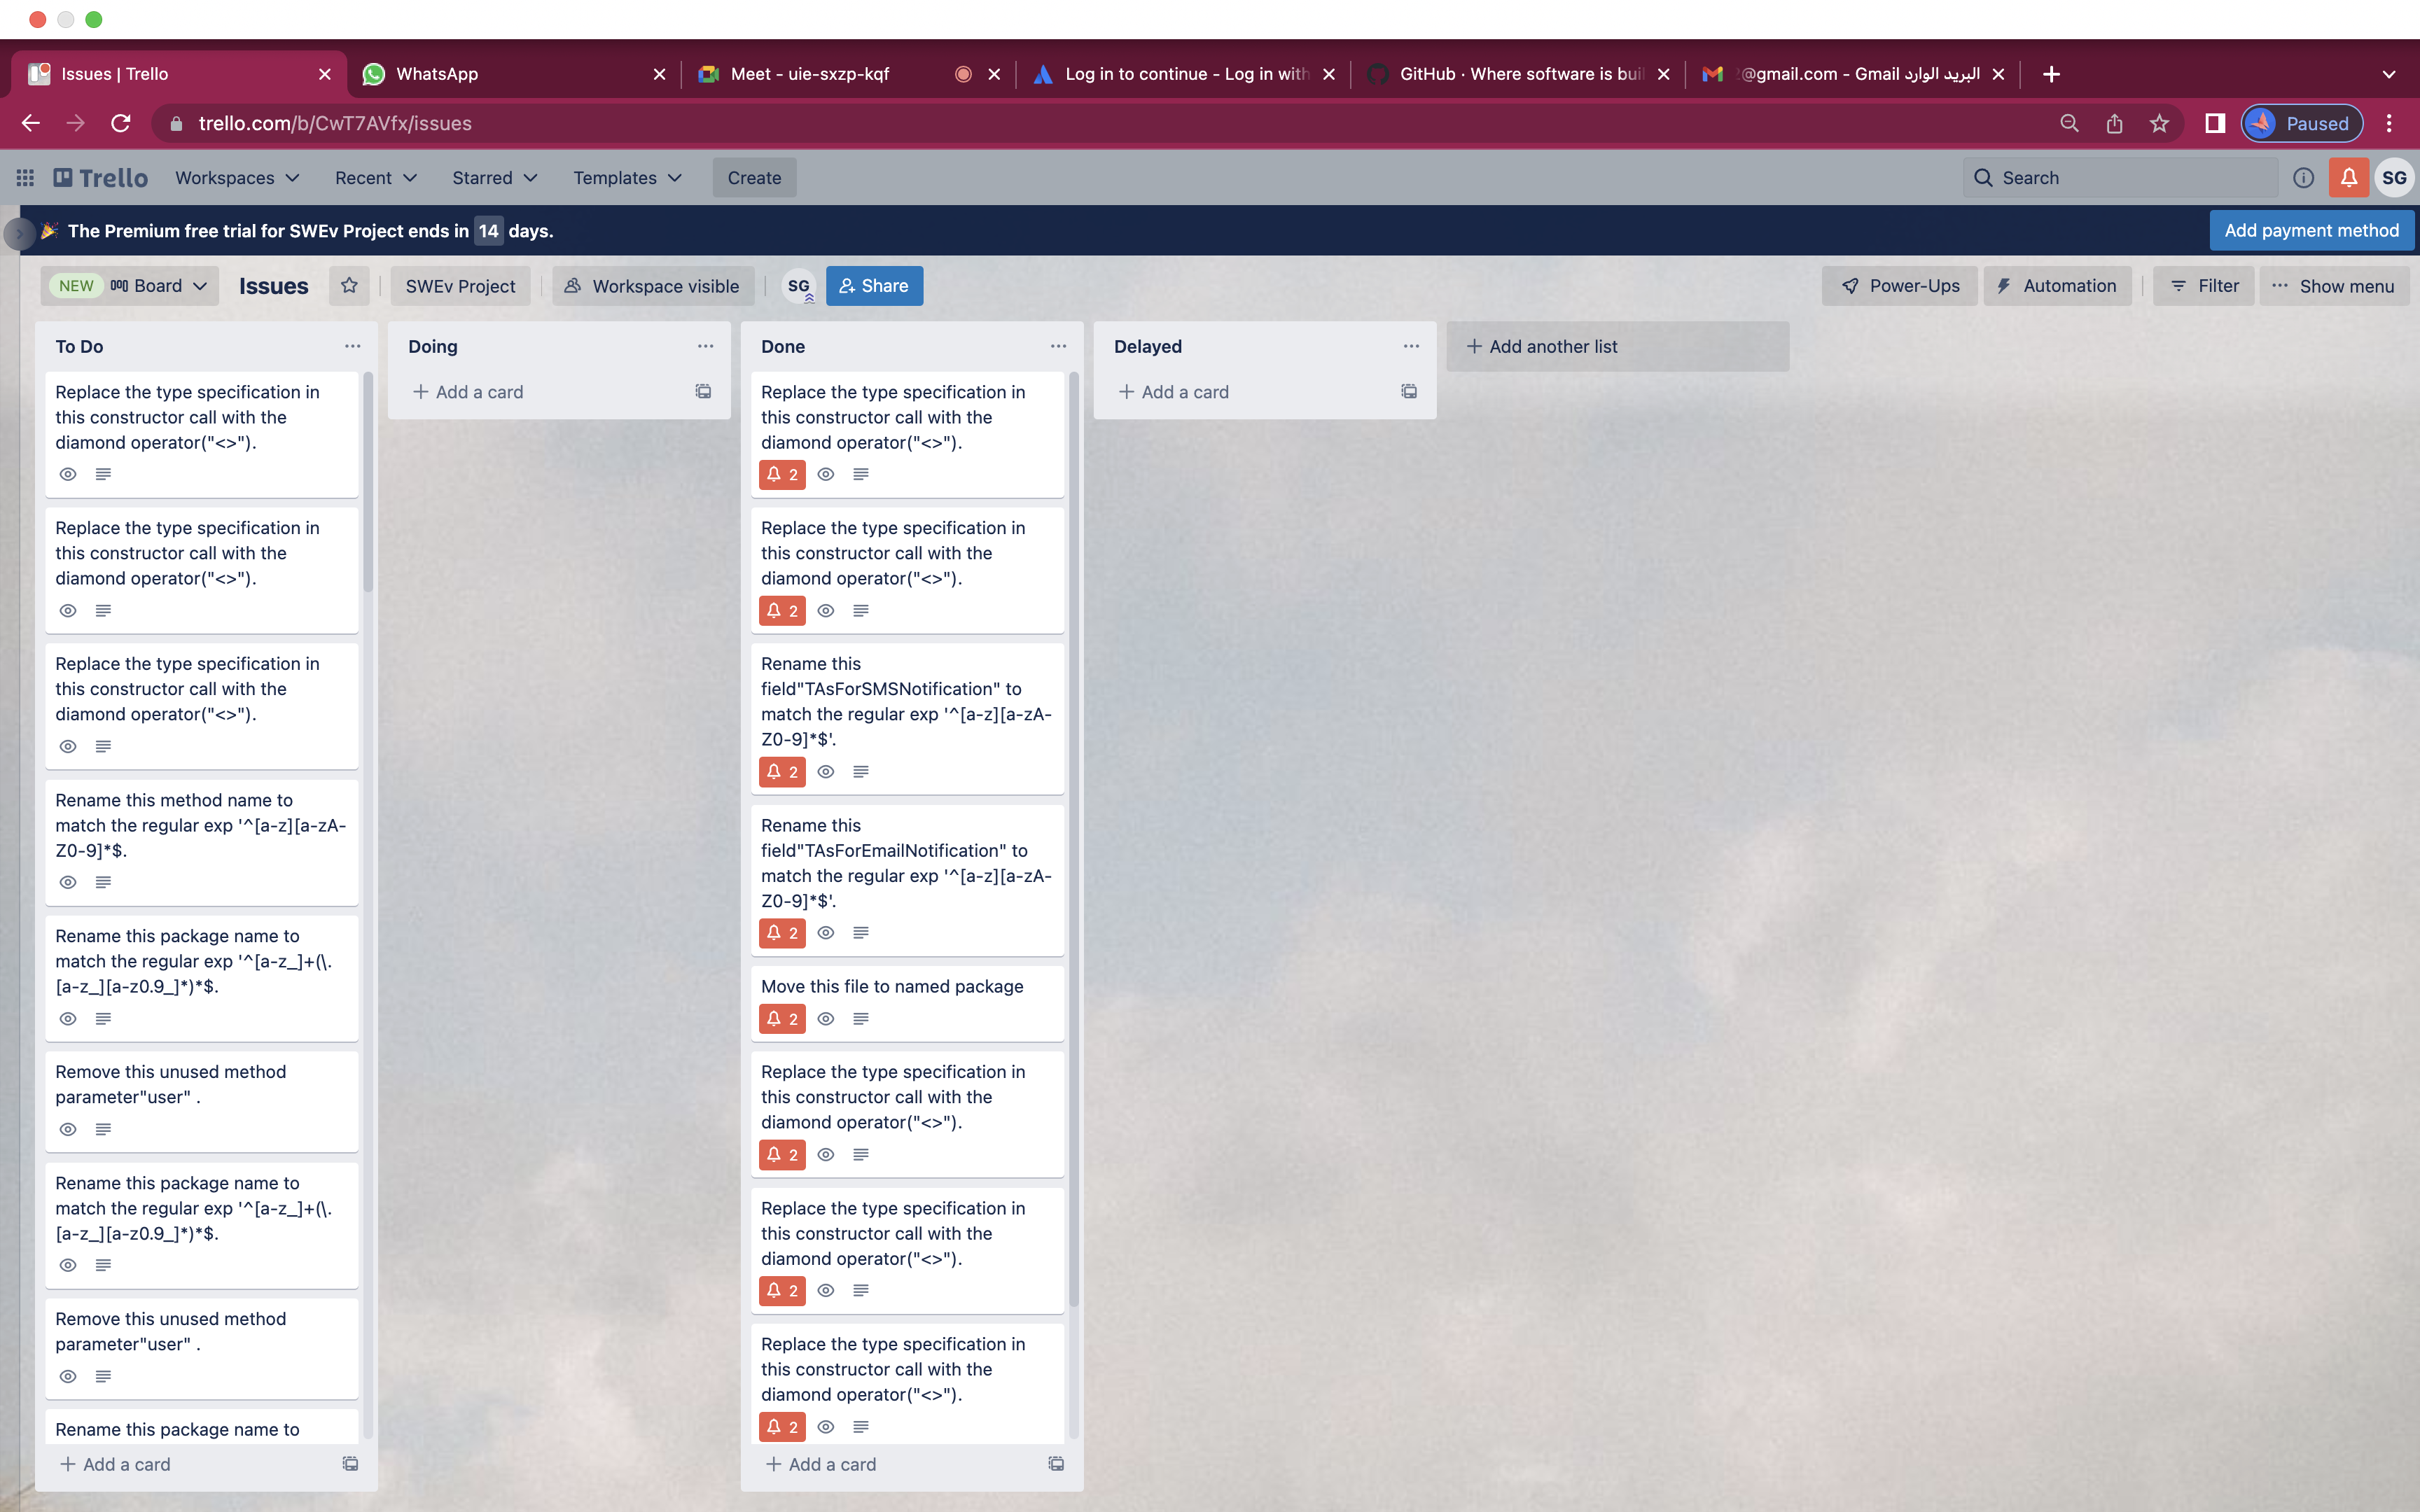 Issues | Trello
WhatsApp
Meet - uie-sxzp-kqf
Log in to continue - Log in with
GitHub · Where software is buil
@gmail.com - Gmail البريد الوارد
trello.com/b/CwT7AVfx/issues
Paused
Trello
Workspaces
Recent
Starred
Templates
Create
Search
SG
The Premium free trial for SWEv Project ends in 14 days.
Add payment method
NEW
Board
Issues
SWEv Project
Workspace visible
SG
Share
Power-Ups
Automation
Filter
Show menu
To Do
Replace the type specification in
this constructor call with the
diamond operator("<>").
Replace the type specification in
this constructor call with the
diamond operator("<>").
Replace the type specification in
this constructor call with the
diamond operator("<>").
Rename this method name to
match the regular exp '^[a-z][a-zA-
Z0-9]*$.
Rename this package name to
match the regular exp '^[a-z_]+(\.
[a-z_][a-z0.9_]*)*$.
Remove this unused method
parameter"user" .
Rename this package name to
match the regular exp '^[a-z_]+(\.
[a-z_][a-z0.9_]*)*$.
Remove this unused method
parameter"user" .
Rename this package name to
Add a card
Doing
Add a card
Done
Replace the type specification in
this constructor call with the
diamond operator("<>").
2
Replace the type specification in
this constructor call with the
diamond operator("<>").
2
Rename this
field"TAsForSMSNotification" to
match the regular exp '^[a-z][a-zA-
Z0-9]*$'.
2
Rename this
field"TAsForEmailNotification" to
match the regular exp '^[a-z][a-zA-
Z0-9]*$'.
2
Move this file to named package
2
Replace the type specification in
this constructor call with the
diamond operator("<>").
2
Replace the type specification in
this constructor call with the
diamond operator("<>").
2
Replace the type specification in
this constructor call with the
diamond operator("<>").
2
Add a card
Delayed
Add a card
Add another list